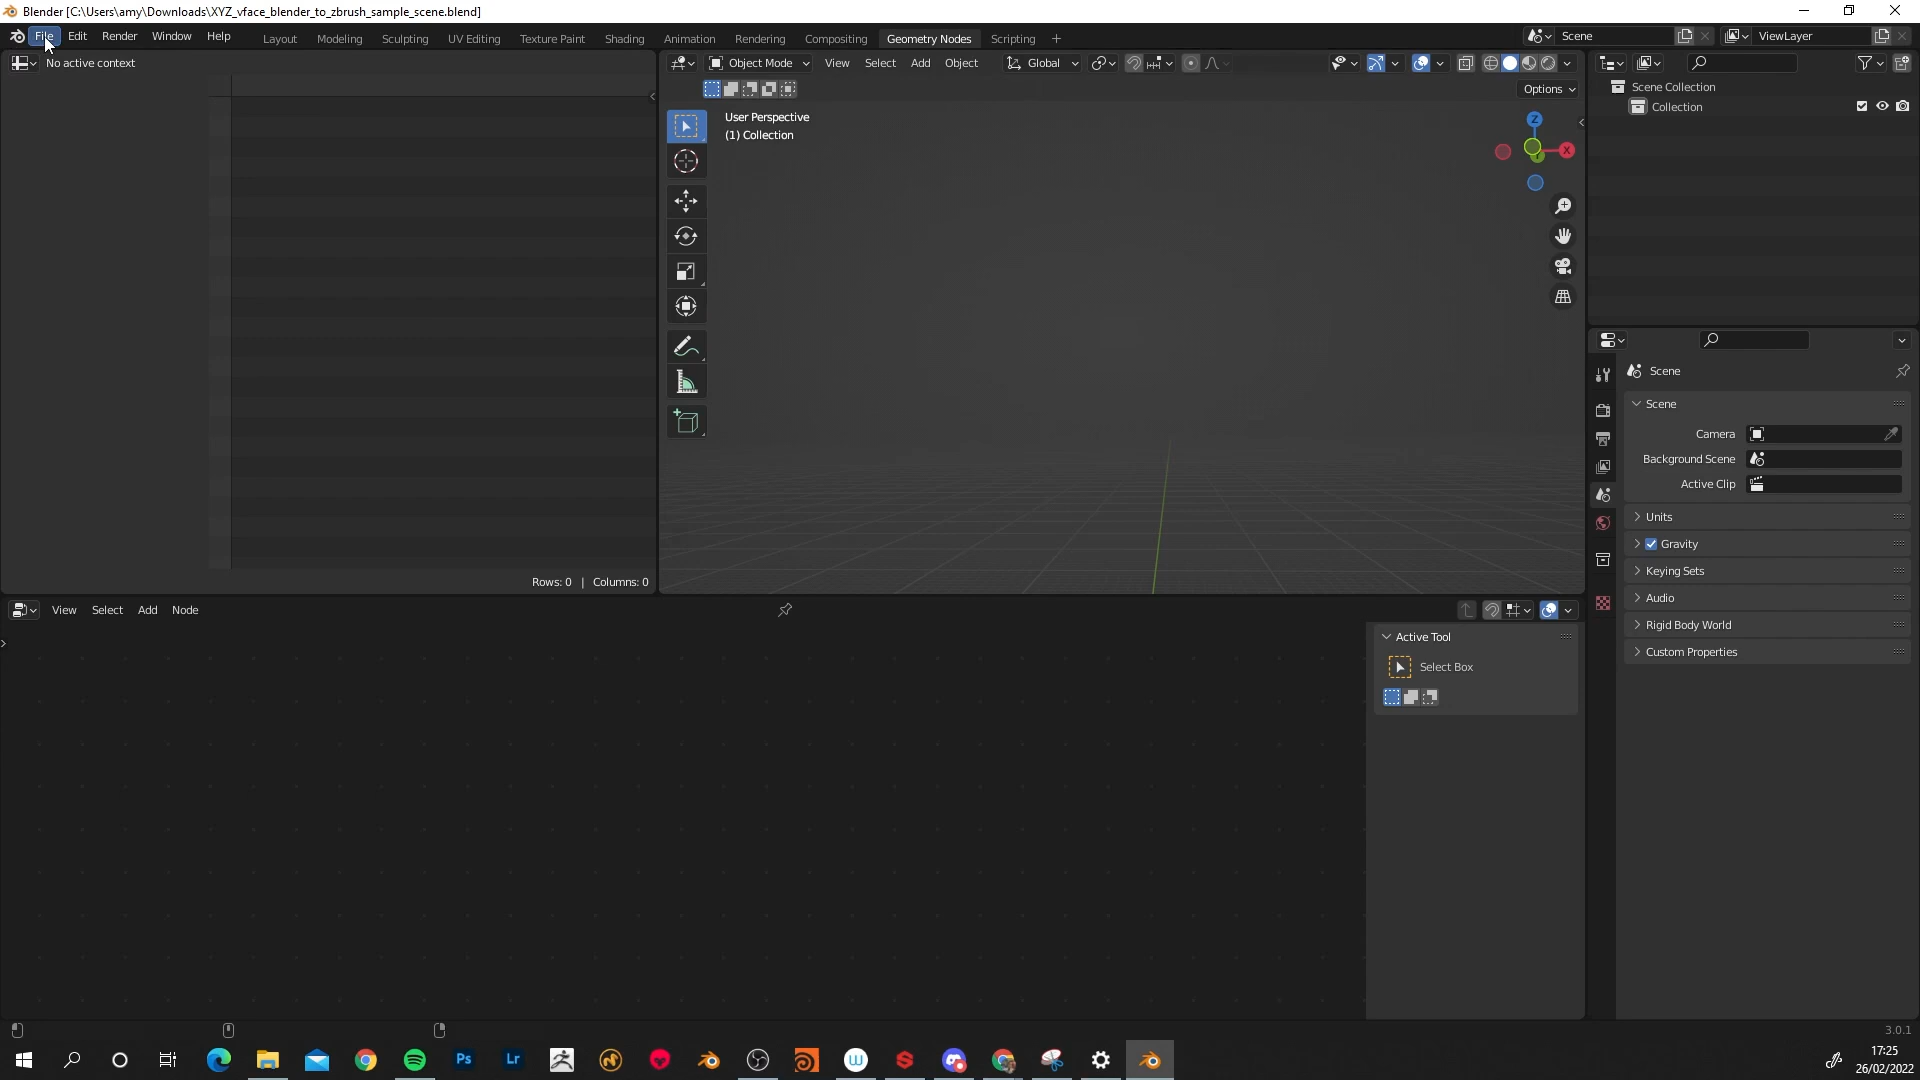 Blender [C:\Users\amy\Downloads\XYZ_vface_blender_to_zbrush_sample_scene.blend]
File Edit Render Window Help Layout Modeling Sculpting UV Editing Texture Paint Shading Animation Rendering Compositing Geometry Nodes Scripting + Scene ViewLayer
No active context Object Mode View Select Add Object Global
Options
Scene Collection
Collection
User Perspective
(1) Collection
Z
X
Y
Scene
Scene
Camera
Background Scene
Active Clip
Units
Gravity
Keying Sets
Audio
Rigid Body World
Custom Properties
Rows: 0 | Columns: 0
View Select Add Node
Active Tool
Select Box
3.0.1
Ps Lr
17:25
26/02/2022